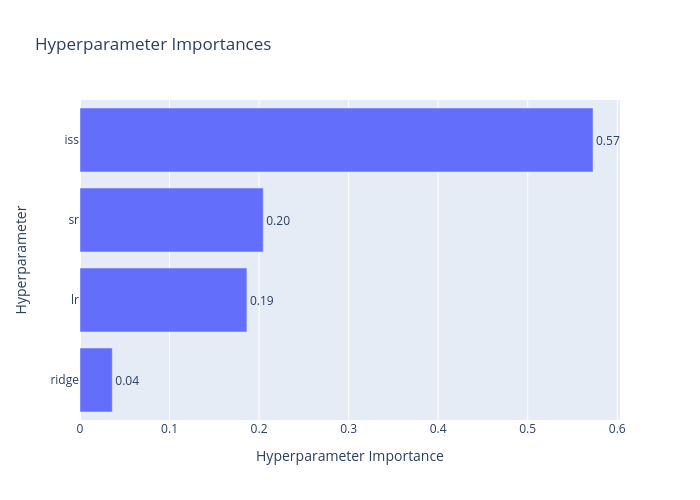 Hyperparameter Importances
Hyperparameter
iss
0.57
sr
0.20
lr
0.19
ridge
0.04
0
0.1
0.2
0.3
0.4
0.5
0.6
Hyperparameter Importance